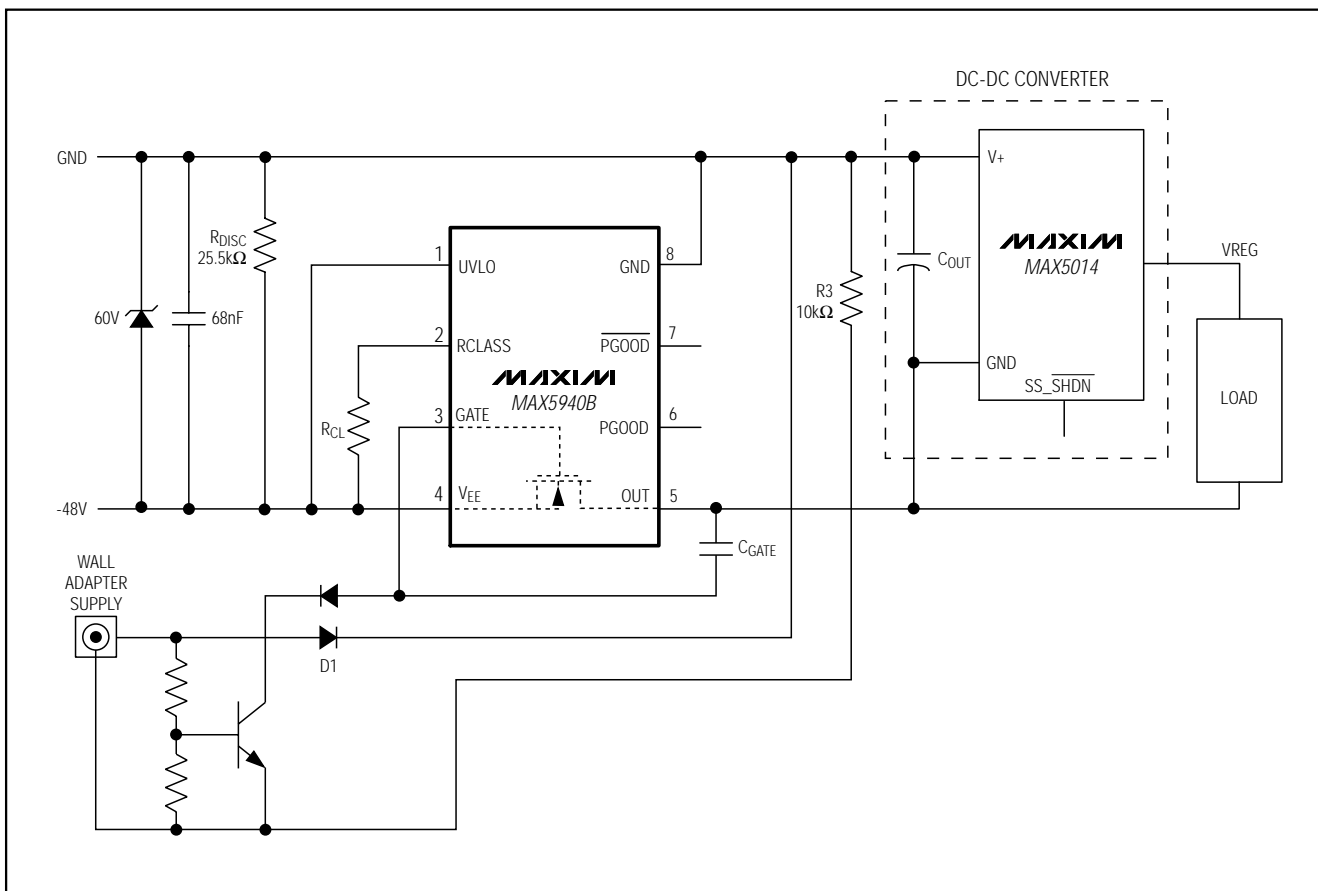 DC-DC CONVERTER
GND
V+
RDISC
25.5kΩ
60V
68nF
1
UVLO
GND
8
MAXIM
MAX5014
COUT
VREG
R3
10kΩ
2
RCLASS
PGOOD
7
MAXIM
MAX5940B
GND
SS_SHDN
LOAD
RCL
3
GATE
PGOOD
6
-48V
4
VEE
OUT
5
CGATE
WALL
ADAPTER
SUPPLY
D1